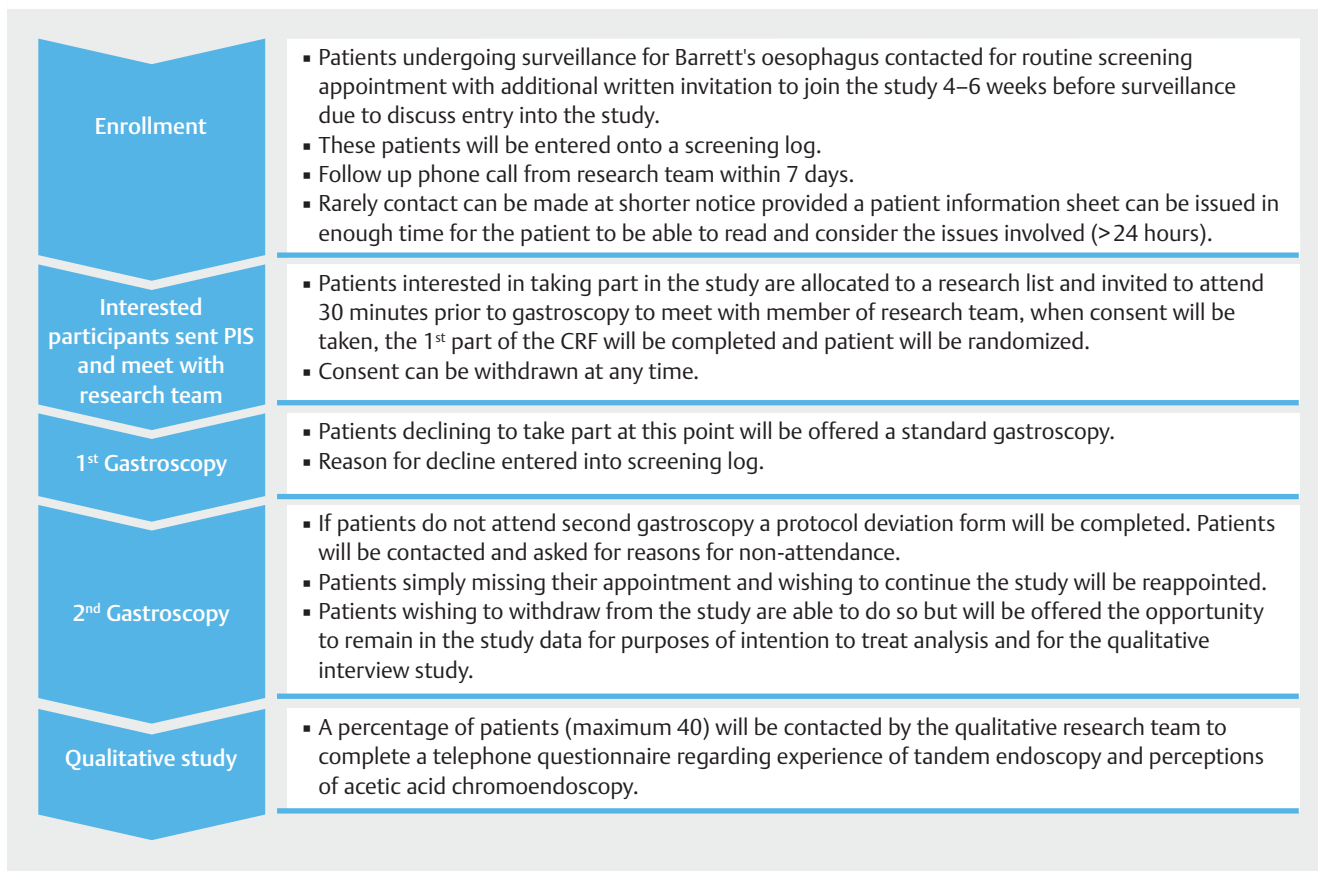 Enrollment
▪ Patients undergoing surveillance for Barrett's oesophagus contacted for routine screening
appointment with additional written invitation to join the study 4–6 weeks before surveillance
due to discuss entry into the study.
▪ These patients will be entered onto a screening log.
▪ Follow up phone call from research team within 7 days.
▪ Rarely contact can be made at shorter notice provided a patient information sheet can be issued in
enough time for the patient to be able to read and consider the issues involved (>24 hours).
Interested
participants sent PIS
and meet with
research team
▪ Patients interested in taking part in the study are allocated to a research list and invited to attend
30 minutes prior to gastroscopy to meet with member of research team, when consent will be
taken, the 1st part of the CRF will be completed and patient will be randomized.
▪ Consent can be withdrawn at any time.
1st Gastroscopy
▪ Patients declining to take part at this point will be offered a standard gastroscopy.
▪ Reason for decline entered into screening log.
2nd Gastroscopy
▪ If patients do not attend second gastroscopy a protocol deviation form will be completed. Patients
will be contacted and asked for reasons for non-attendance.
▪ Patients simply missing their appointment and wishing to continue the study will be reappointed.
▪ Patients wishing to withdraw from the study are able to do so but will be offered the opportunity
to remain in the study data for purposes of intention to treat analysis and for the qualitative
interview study.
Qualitative study
▪ A percentage of patients (maximum 40) will be contacted by the qualitative research team to
complete a telephone questionnaire regarding experience of tandem endoscopy and perceptions
of acetic acid chromoendoscopy.